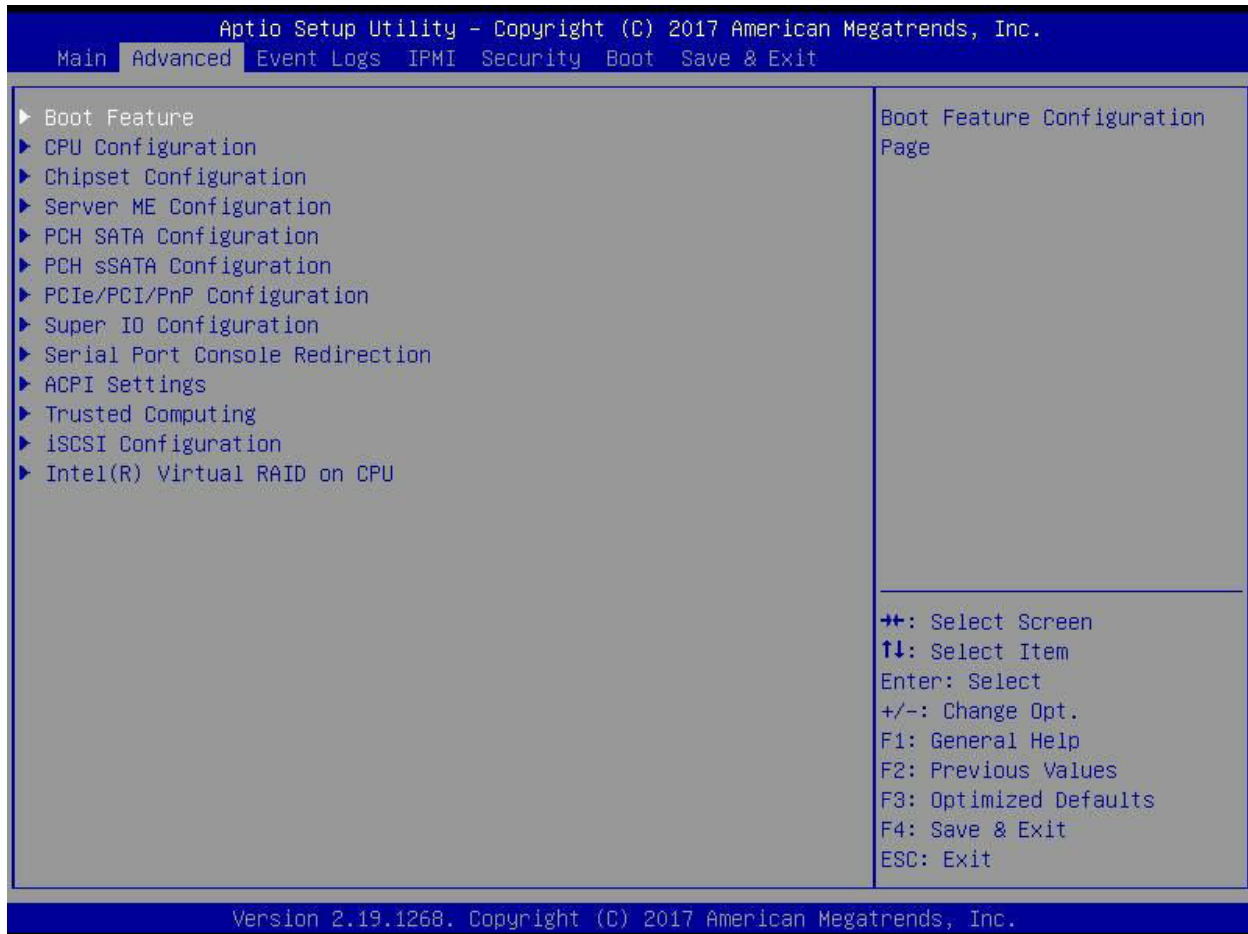 Aptio Setup Utility – Copyright (C) 2017 American Megatrends, Inc.
Main Advanced Event Logs IPMI Security Boot Save & Exit
▶ Boot Feature
▶ CPU Configuration
▶ Chipset Configuration
▶ Server ME Configuration
▶ PCH SATA Configuration
▶ PCH sSATA Configuration
▶ PCIe/PCI/PnP Configuration
▶ Super IO Configuration
▶ Serial Port Console Redirection
▶ ACPI Settings
▶ Trusted Computing
▶ iSCSI Configuration
▶ Intel(R) Virtual RAID on CPU
Boot Feature Configuration
Page
→←: Select Screen
↑↓: Select Item
Enter: Select
+/-: Change Opt.
F1: General Help
F2: Previous Values
F3: Optimized Defaults
F4: Save & Exit
ESC: Exit
Version 2.19.1268. Copyright (C) 2017 American Megatrends, Inc.